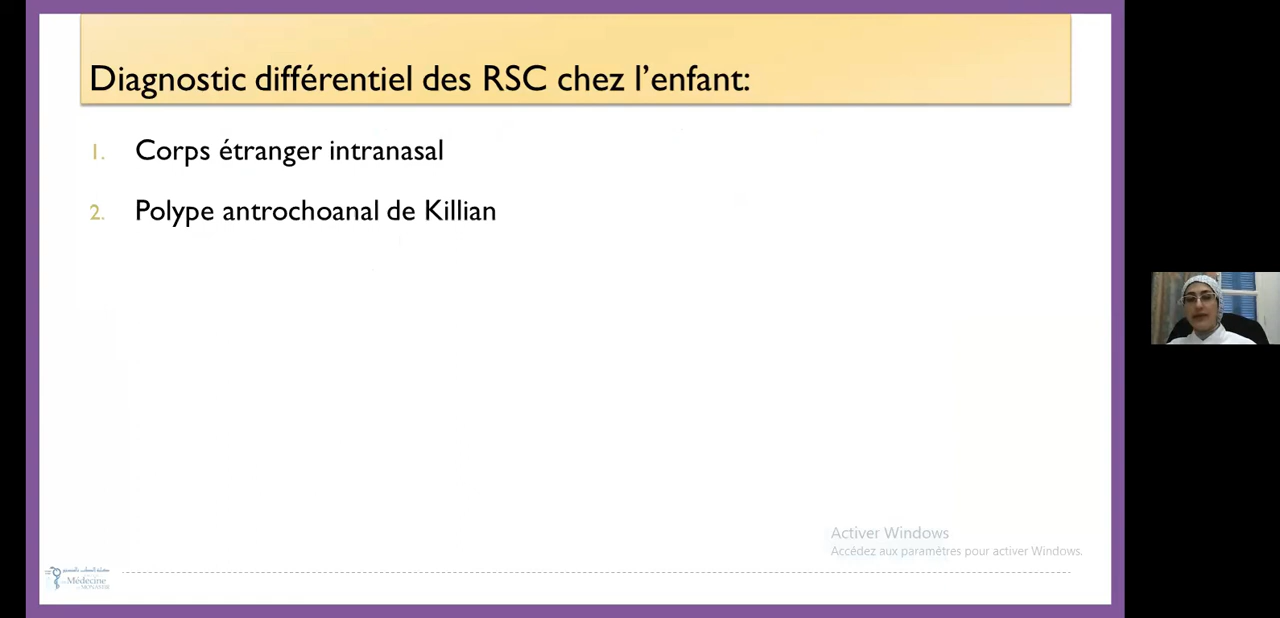 Diagnostic différentiel des RSC chez l'enfant:
1. Corps étranger intranasal
2. Polype antrochoanal de Killian
Activer Windows
Accédez aux paramètres pour activer Windows.
Médecine